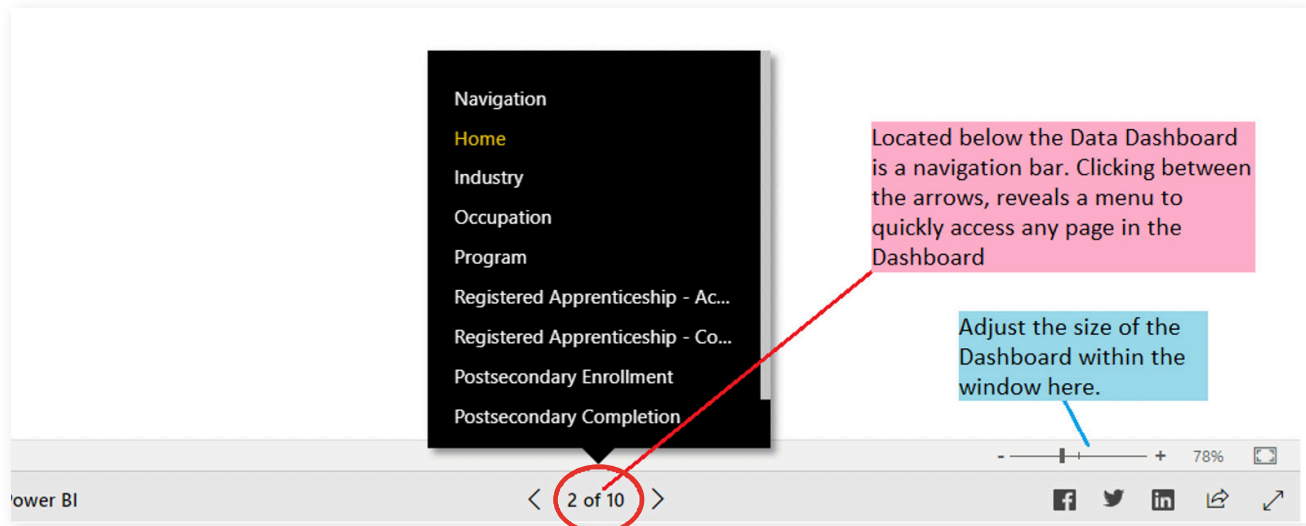 Navigation
Home
Industry
Occupation
Program
Registered Apprenticeship - Ac...
Registered Apprenticeship - Co...
Postsecondary Enrollment
Postsecondary Completion
Located below the Data Dashboard
is a navigation bar. Clicking between
the arrows, reveals a menu to
quickly access any page in the
Dashboard
Adjust the size of the
Dashboard within the
window here.
- + 78%
ower BI
< 2 of 10 >